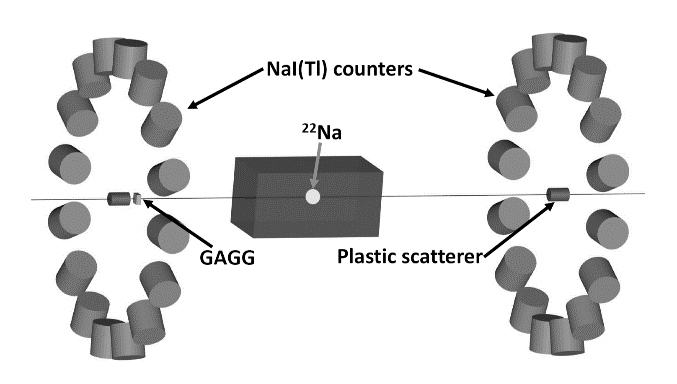 NaI(Tl) counters
²²Na
GAGG
Plastic scatterer